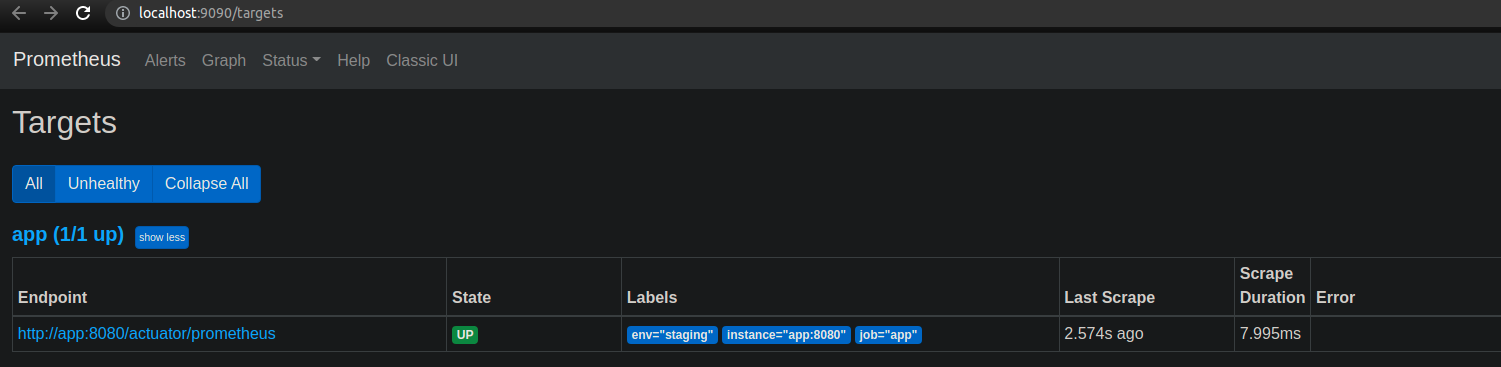 localhost:9090/targets
Prometheus Alerts Graph Status Help Classic UI
Targets
All Unhealthy Collapse All
app (1/1 up) show less
Endpoint State Labels Last Scrape Scrape Duration Error
http://app:8080/actuator/prometheus UP env="staging" instance="app:8080" job="app" 2.574s ago 7.995ms